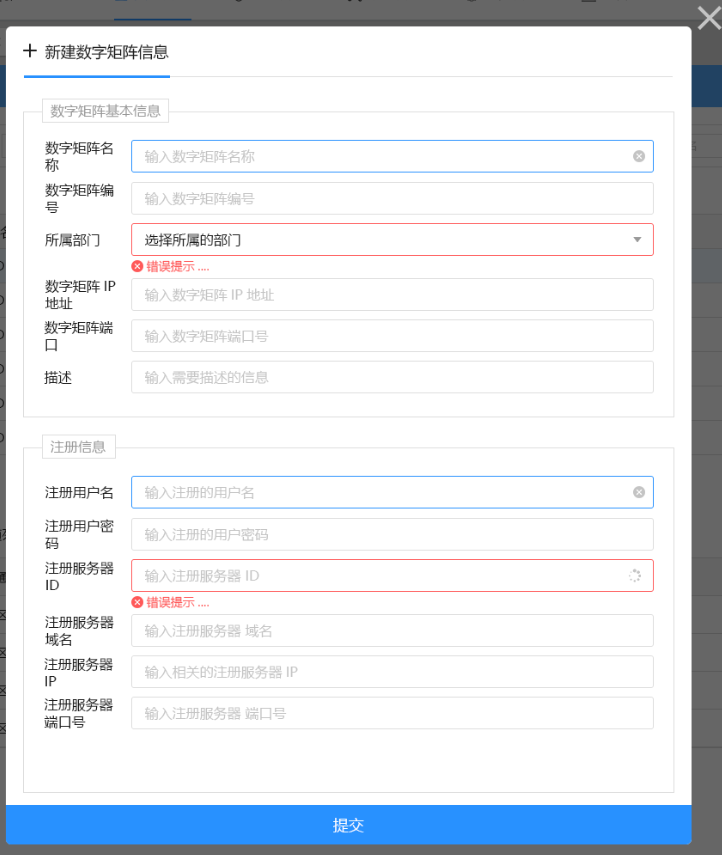 新建数字矩阵信息
数字矩阵基本信息
数字矩阵名
称
输入数字矩阵名称
数字矩阵编
号
输入数字矩阵编号
所属部门
选择所属的部门
错误提示 ....
数字矩阵 IP
地址
输入数字矩阵 IP 地址
数字矩阵端
口
输入数字矩阵端口号
描述
输入需要描述的信息
注册信息
注册用户名
输入注册的用户名
注册用户密
码
输入注册的用户密码
注册服务器
ID
输入注册服务器 ID
错误提示 ....
注册服务器
域名
输入注册服务器 域名
注册服务器
IP
输入相关的注册服务器 IP
注册服务器
端口号
输入注册服务器 端口号
提交